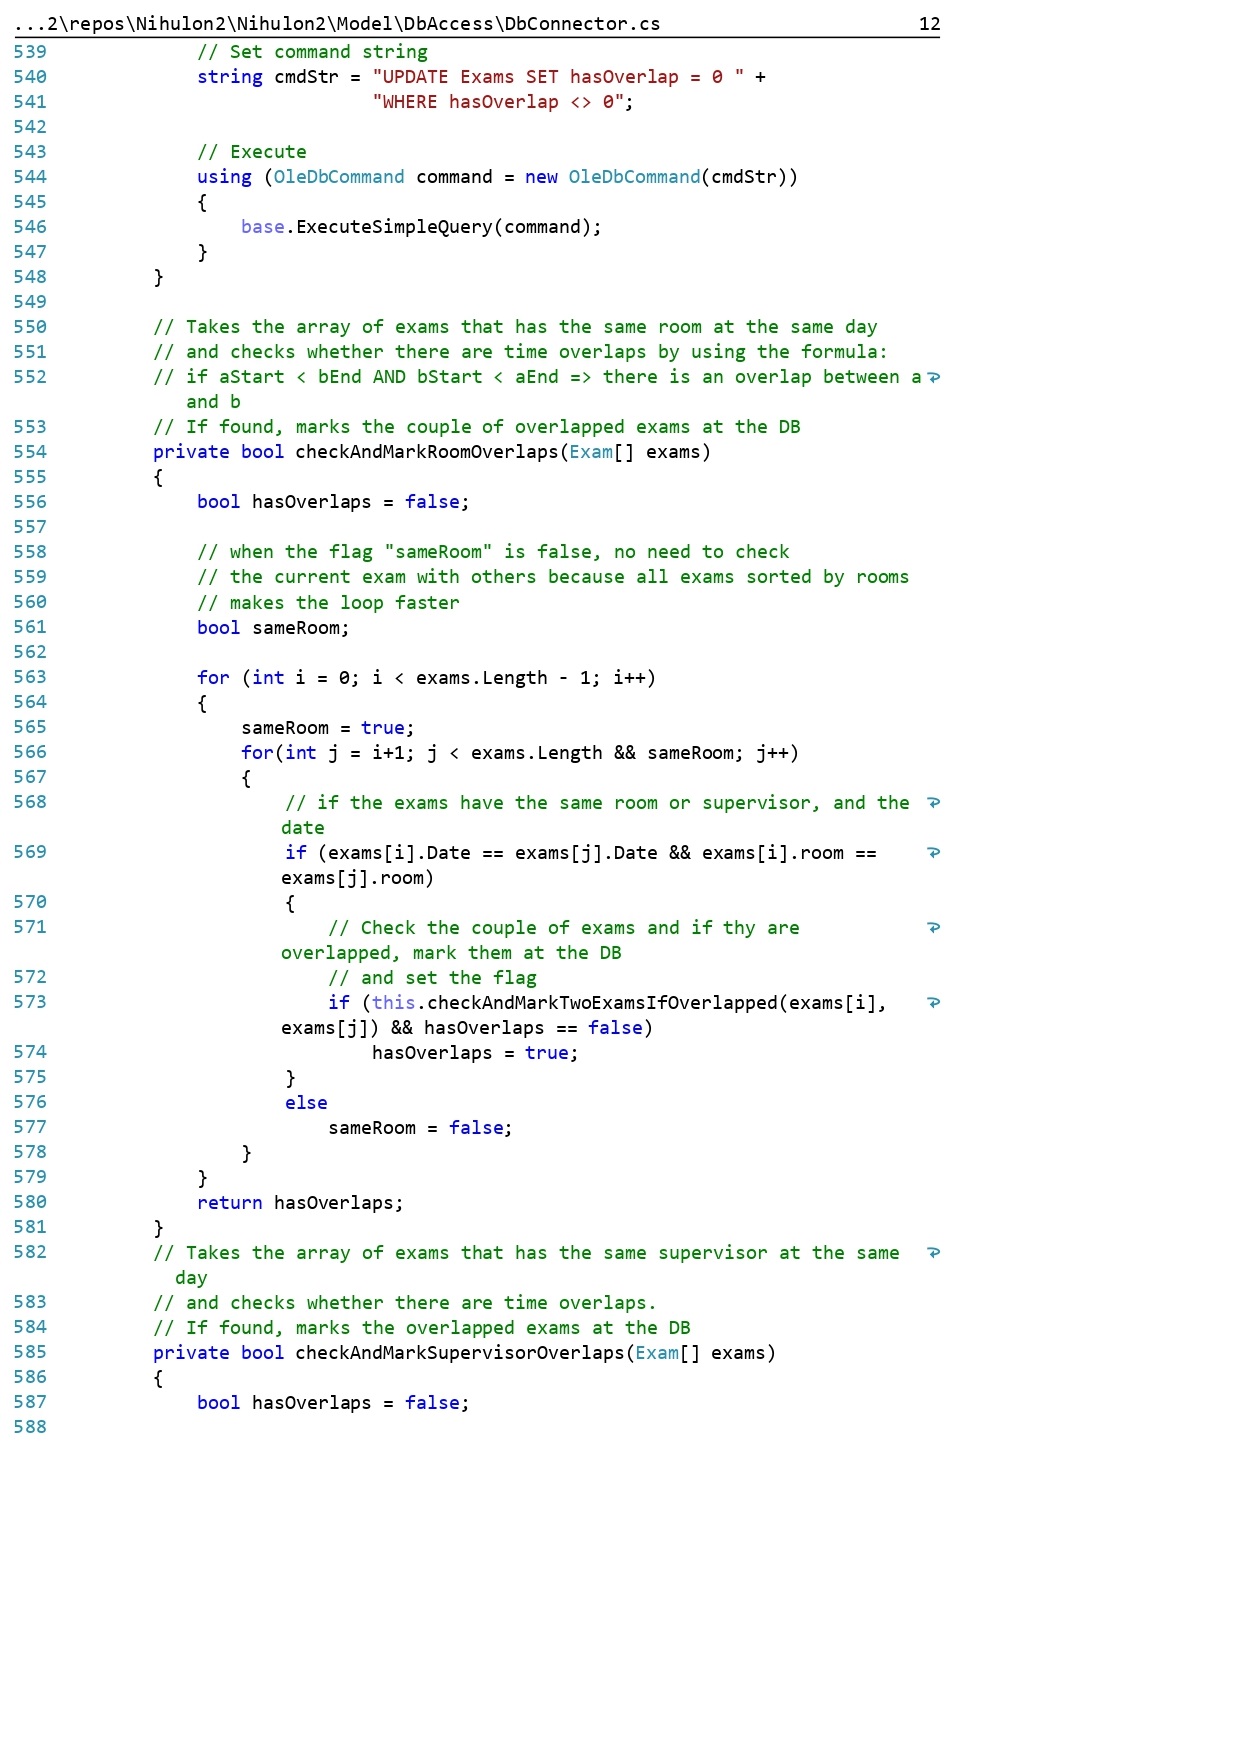 ...2\repos\Nihulon2\Nihulon2\Model\DbAccess\DbConnector.cs 12
539             // Set command string
540             string cmdStr = "UPDATE Exams SET hasOverlap = 0 " +
541                             "WHERE hasOverlap <> 0";
542
543             // Execute
544             using (OleDbCommand command = new OleDbCommand(cmdStr))
545             {
546                 base.ExecuteSimpleQuery(command);
547             }
548         }
549
550         // Takes the array of exams that has the same room at the same day
551         // and checks whether there are time overlaps by using the formula:
552         // if aStart < bEnd AND bStart < aEnd => there is an overlap between a
            and b
553         // If found, marks the couple of overlapped exams at the DB
554         private bool checkAndMarkRoomOverlaps(Exam[] exams)
555         {
556             bool hasOverlaps = false;
557
558             // when the flag "sameRoom" is false, no need to check
559             // the current exam with others because all exams sorted by rooms
560             // makes the loop faster
561             bool sameRoom;
562
563             for (int i = 0; i < exams.Length - 1; i++)
564             {
565                 sameRoom = true;
566                 for(int j = i+1; j < exams.Length && sameRoom; j++)
567                 {
568                     // if the exams have the same room or supervisor, and the
                    date
569                     if (exams[i].Date == exams[j].Date && exams[i].room ==
                    exams[j].room)
570                     {
571                         // Check the couple of exams and if thy are
                    overlapped, mark them at the DB
572                         // and set the flag
573                         if (this.checkAndMarkTwoExamsIfOverlapped(exams[i],
                    exams[j]) && hasOverlaps == false)
574                             hasOverlaps = true;
575                     }
576                     else
577                         sameRoom = false;
578                 }
579             }
580             return hasOverlaps;
581         }
582         // Takes the array of exams that has the same supervisor at the same
           day
583         // and checks whether there are time overlaps.
584         // If found, marks the overlapped exams at the DB
585         private bool checkAndMarkSupervisorOverlaps(Exam[] exams)
586         {
587             bool hasOverlaps = false;
588